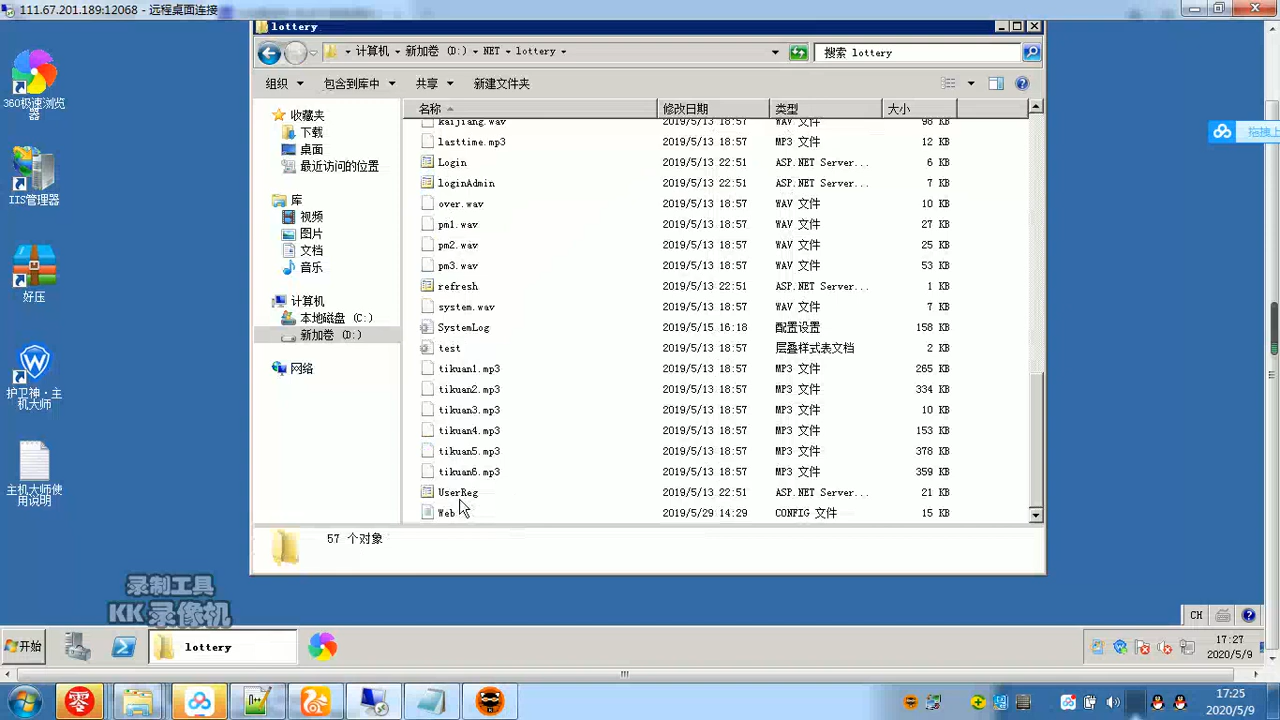 111.67.201.189:12068 - 远程桌面连接
lottery
计算机 新加卷 (D:) NET lottery
搜索 lottery
组织 包含到库中 共享 新建文件夹
收藏夹
下载
桌面
最近访问的位置
库
视频
图片
文档
音乐
计算机
本地磁盘 (C:)
新加卷 (D:)
网络
名称 修改日期 类型 大小
kaijiang.wav 2019/5/13 18:57 WAV 文件 98 KB
lasttime.mp3 2019/5/13 18:57 MP3 文件 12 KB
Login 2019/5/13 22:51 ASP.NET Server... 6 KB
loginAdmin 2019/5/13 22:51 ASP.NET Server... 7 KB
over.wav 2019/5/13 18:57 WAV 文件 10 KB
pm1.wav 2019/5/13 18:57 WAV 文件 27 KB
pm2.wav 2019/5/13 18:57 WAV 文件 25 KB
pm3.wav 2019/5/13 18:57 WAV 文件 53 KB
refresh 2019/5/13 22:51 ASP.NET Server... 1 KB
system.wav 2019/5/13 18:57 WAV 文件 7 KB
SystemLog 2019/5/15 16:18 配置设置 158 KB
test 2019/5/13 18:57 层叠样式表文档 2 KB
tikuan1.mp3 2019/5/13 18:57 MP3 文件 265 KB
tikuan2.mp3 2019/5/13 18:57 MP3 文件 334 KB
tikuan3.mp3 2019/5/13 18:57 MP3 文件 10 KB
tikuan4.mp3 2019/5/13 18:57 MP3 文件 153 KB
tikuan5.mp3 2019/5/13 18:57 MP3 文件 378 KB
tikuan6.mp3 2019/5/13 18:57 MP3 文件 359 KB
UserReg 2019/5/13 22:51 ASP.NET Server... 21 KB
Web 2019/5/29 14:29 CONFIG 文件 15 KB
57 个对象
360极速浏览
器
IIS管理器
好压
护卫神·主
机大师
主机大师使
用说明
拖拽上
录制工具
KK 录像机
CH
开始
lottery
17:27
2020/5/9
零
17:25
2020/5/9